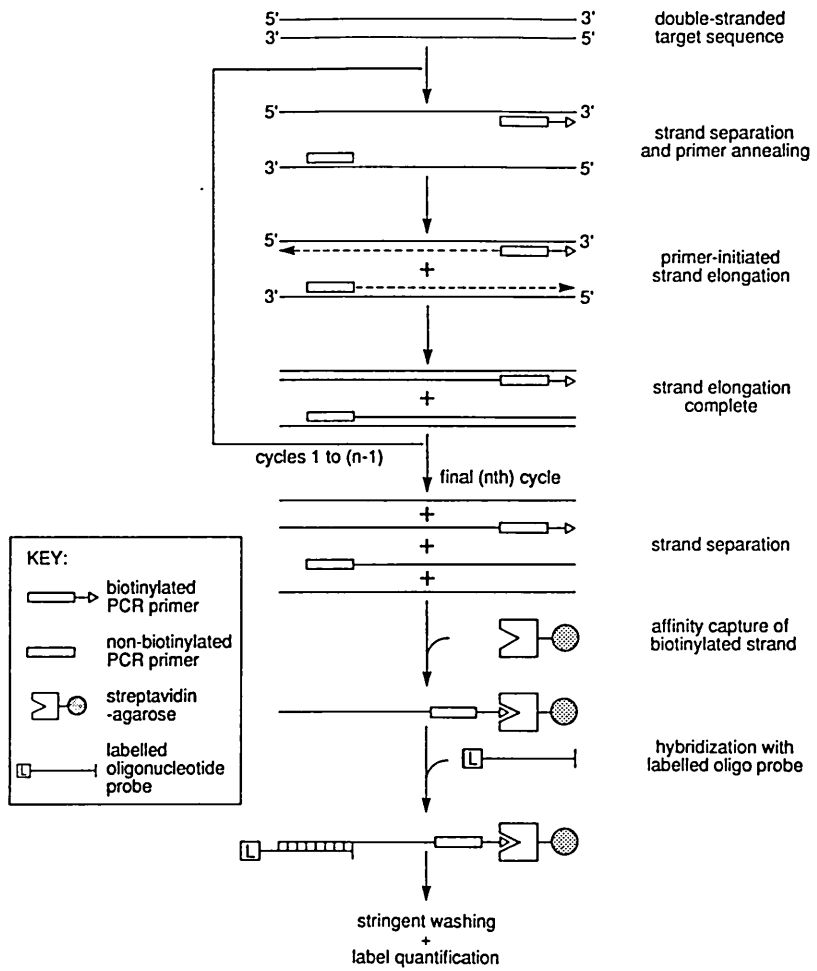 5' 3'
3' 5'
double-stranded
target sequence
5' 3'
3' 5'
strand separation
and primer annealing
5' 3'
+
3' 5'
primer-initiated
strand elongation
+
strand elongation
complete
cycles 1 to (n-1)
final (nth) cycle
+
+
+
strand separation
affinity capture of
biotinylated strand
L
hybridization with
labelled oligo probe
L
stringent washing
+
label quantification
KEY:
biotinylated
PCR primer
non-biotinylated
PCR primer
streptavidin
-agarose
L
labelled
oligonucleotide
probe